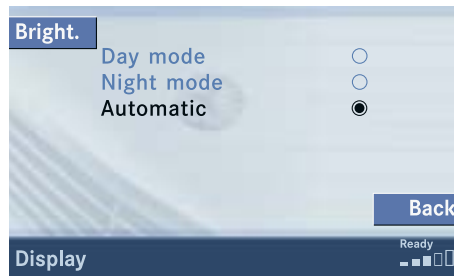 Bright.
Day mode
Night mode
Automatic
Back
Display
Ready